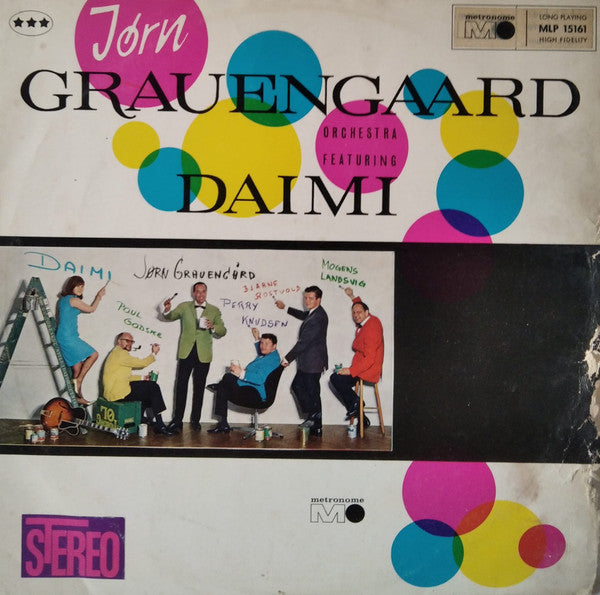 Jørn
GRAUENGAARD
ORCHESTRA
FEATURING
DAIMI
metronome
M
LONG PLAYING
MLP 15161
HIGH FIDELITY
DAIMI
JØRN GRAUENGÅRD
MOGENS
LANDSVIG
BJARNE
ROSTVOLD
POUL
GODSKE
PERRY
KNUDSEN
metronome
M
STEREO